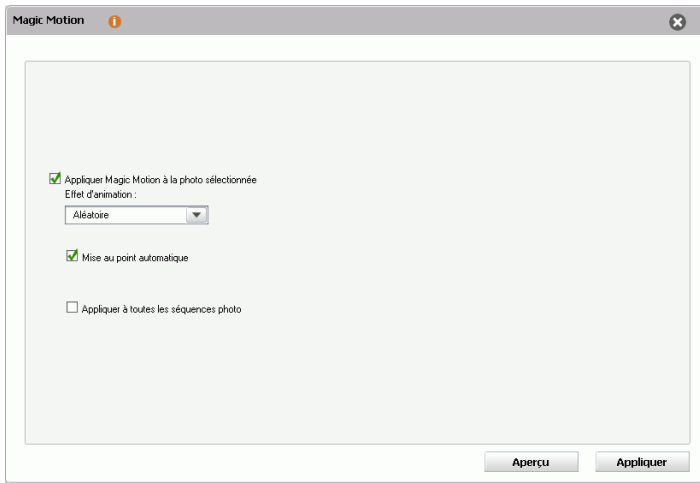 Magic Motion
Appliquer Magic Motion à la photo sélectionnée
Effet d'animation :
Aléatoire
Mise au point automatique
Appliquer à toutes les séquences photo
Aperçu Appliquer